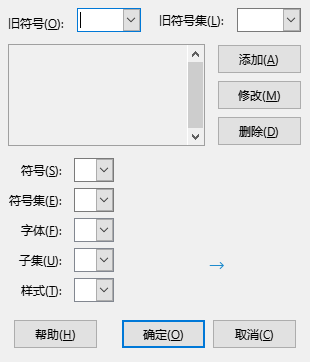 旧符号(O): 旧符号集(L):
添加(A)
修改(M)
删除(D)
符号(S):
符号集(E):
字体(F):
子集(U):
→
样式(T):
帮助(H) 确定(O) 取消(C)